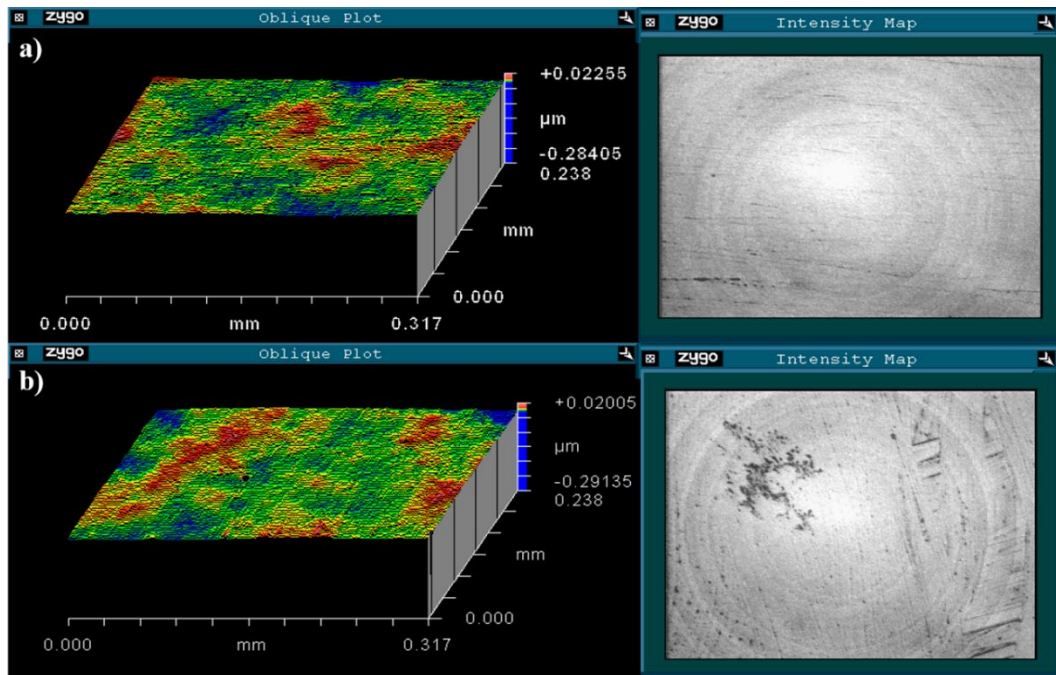 zygo Oblique Plot
zygo Intensity Map
a)
+0.02255
µm
-0.28405
0.238
mm
0.000
0.000 mm 0.317
zygo Oblique Plot
zygo Intensity Map
b)
+0.02005
µm
-0.29135
0.238
mm
0.000
0.000 mm 0.317